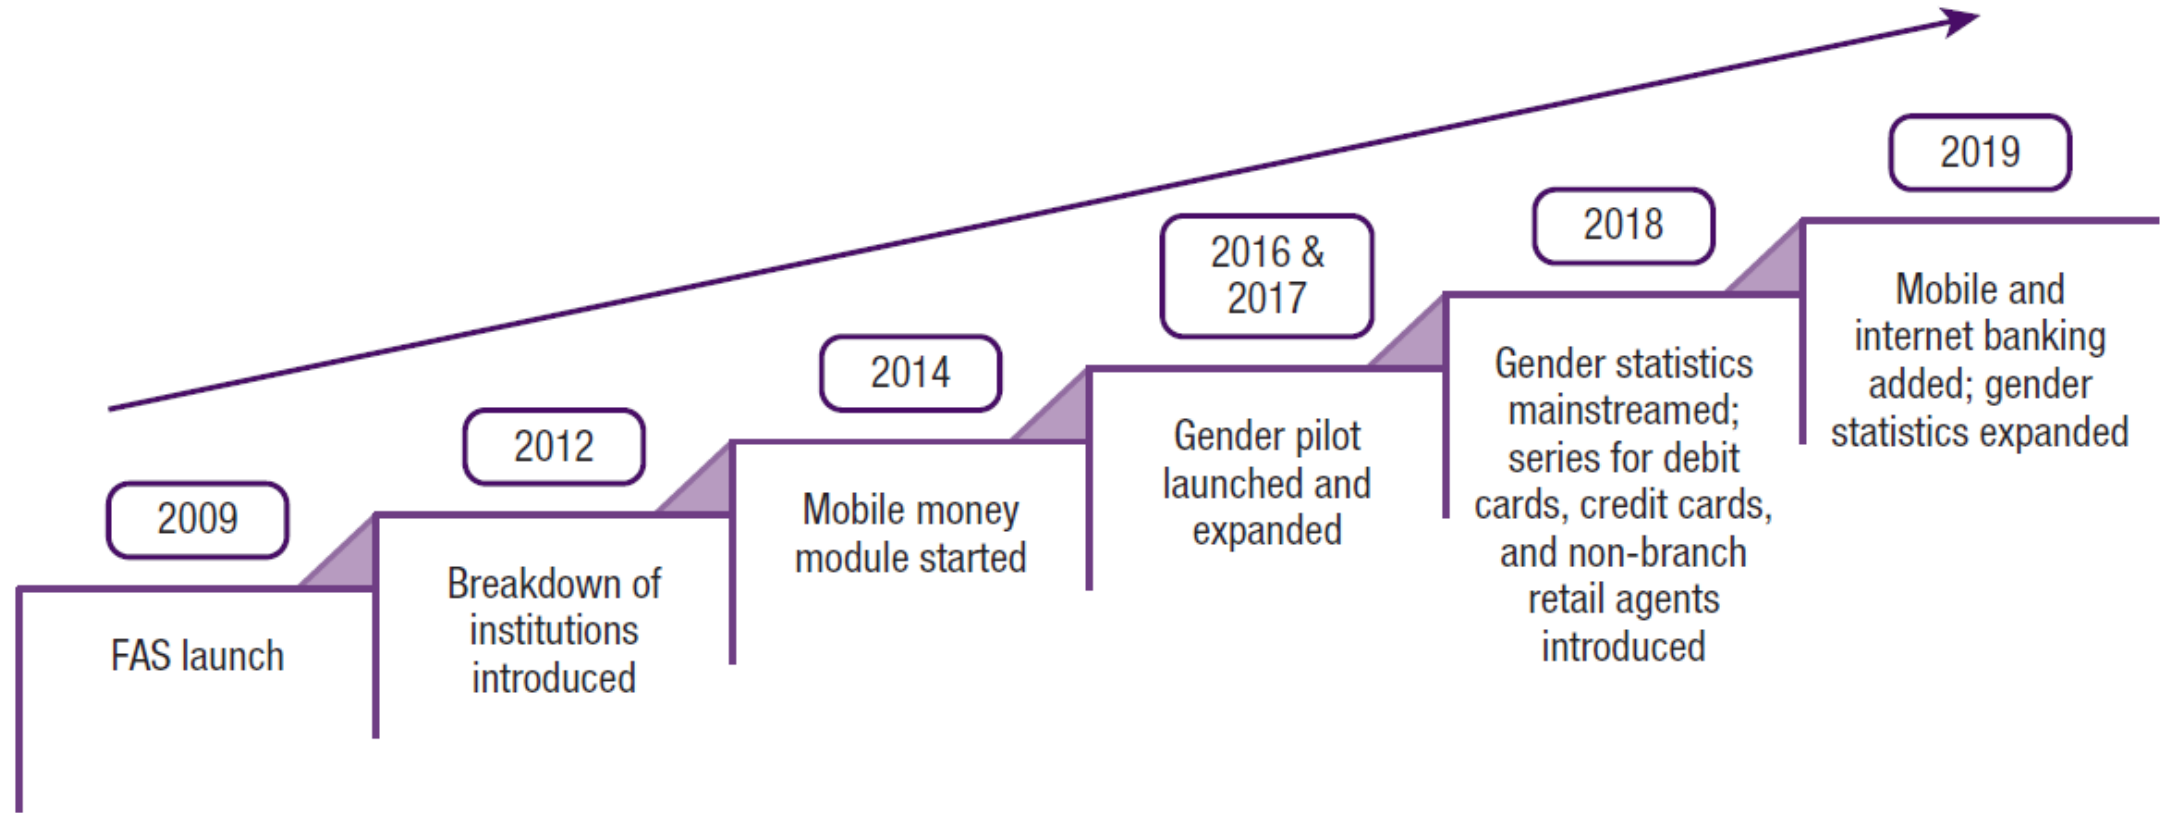 2009
FAS launch
2012
Breakdown of
institutions
introduced
2014
Mobile money
module started
2016 &
2017
Gender pilot
launched and
expanded
2018
Gender statistics
mainstreamed;
series for debit
cards, credit cards,
and non-branch
retail agents
introduced
2019
Mobile and
internet banking
added; gender
statistics expanded